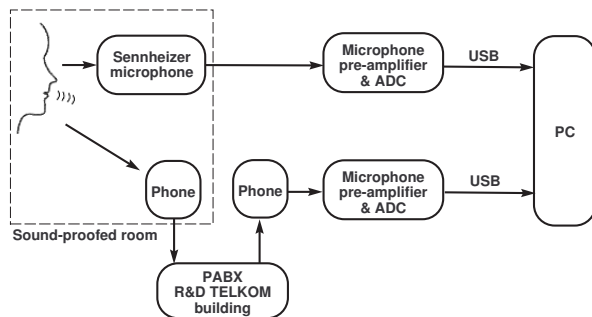 Sennheizer
microphone
Microphone
pre-amplifier
& ADC
USB
PC
Phone
Phone
Microphone
pre-amplifier
& ADC
USB
Sound-proofed room
PABX
R&D TELKOM
building